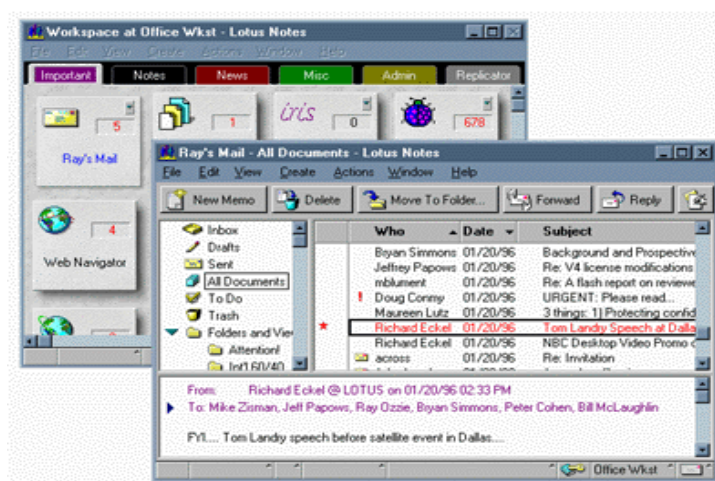 Workspace at Office Wkst - Lotus Notes
File Edit View Create Actions Window Help
Important Notes News Misc Admin Replicator
5 1 iris 0 678
Ray's Mail
4
Web Navigator
Ray's Mail - All Documents - Lotus Notes
File Edit View Create Actions Window Help
New Memo Delete Move To Folder... Forward Reply
Inbox
Drafts
Sent
All Documents
To Do
Trash
Folders and Vie
Attention!
Int'l 60/40
Who Date Subject
Bryan Simmons 01/20/96 Background and Prospective
Jeffrey Papows 01/20/96 Re: V4 license modifications
mblument 01/20/96 Re: A flash report on reviewe
! Doug Conmy 01/20/96 URGENT: Please read...
Maureen Lutz 01/20/96 3 things: 1] Protecting confid
Richard Eckel 01/20/96 Tom Landry Speech at Dalla
Richard Eckel 01/20/96 NBC Desktop Video Promo c
across 01/20/96 Re: Invitation
From: Richard Eckel @ LOTUS on 01/20/96 02:33 PM
To: Mike Zisman, Jeff Papows, Ray Ozzie, Bryan Simmons, Peter Cohen, Bill McLaughlin
FYI.... Tom Landry speech before satellite event in Dallas....
Office Wkst